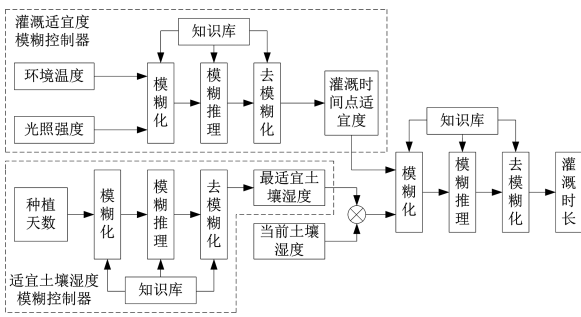 灌溉适宜度
模糊控制器
知识库
环境温度
光照强度
模糊化
模糊推理
去模糊化
灌溉时
间点适
宜度
知识库
模糊化
模糊推理
去模糊化
灌溉时长
种植
天数
模糊化
模糊推理
去模糊化
最适宜土
壤湿度
当前土壤
湿度
知识库
适宜土壤湿度
模糊控制器